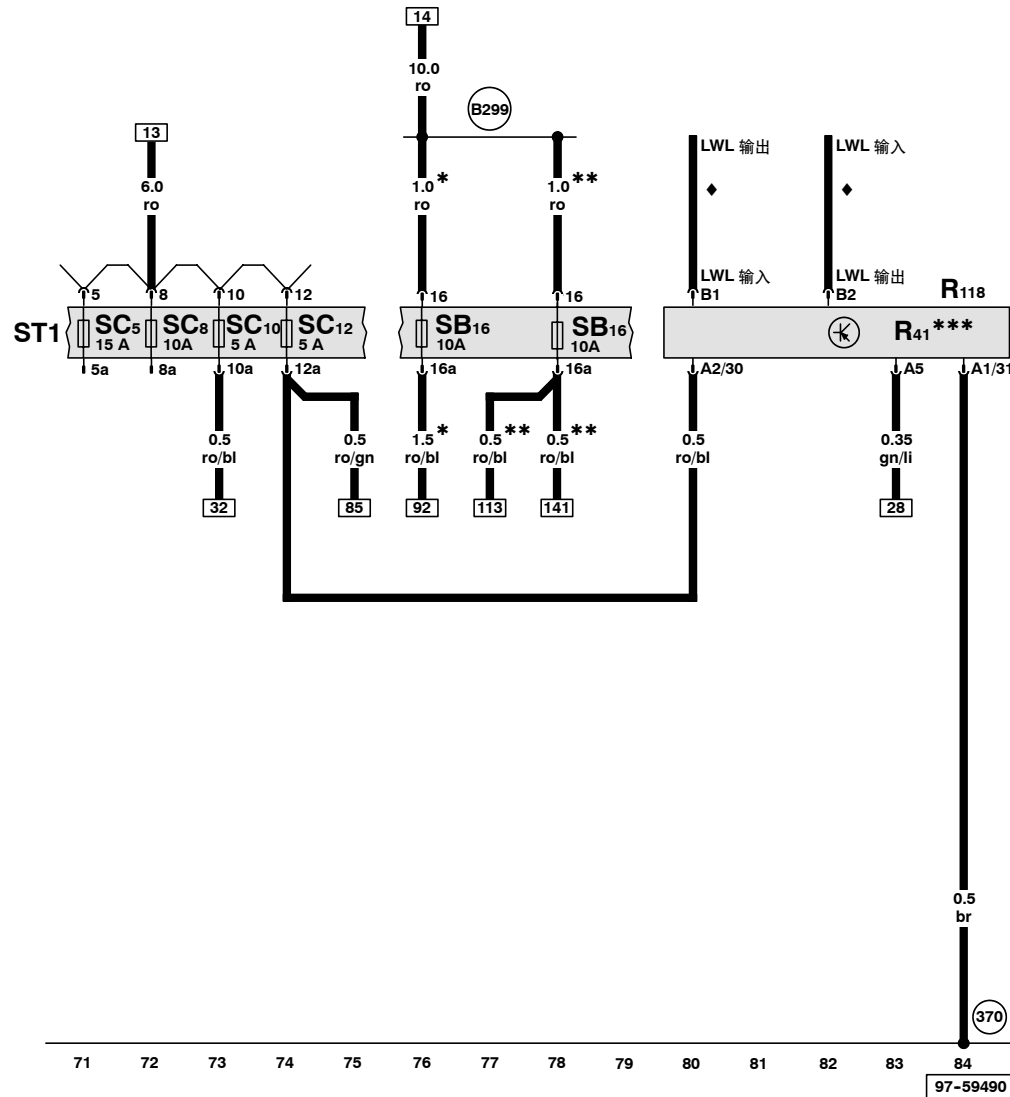 14
10.0
ro
B299
13
LWL 输出
LWL 输入
6.0
ro
1.0 *
ro
1.0 **
ro
♦
♦
LWL 输入
LWL 输出
5
8
10
12
16
16
B1
B2
R118
ST1
SC5
15 A
SC8
10A
SC10
5 A
SC12
5 A
SB16
10A
SB16
10A
R41 ***
5a
8a
10a
12a
16a
16a
A2/30
A5
A1/31
0.5
ro/bl
0.5
ro/gn
1.5 *
ro/bl
0.5 **
ro/bl
0.5 **
ro/bl
0.5
ro/bl
0.35
gn/li
32
85
92
113
141
28
0.5
br
370
71 72 73 74 75 76 77 78 79 80 81 82 83 84
97-59490